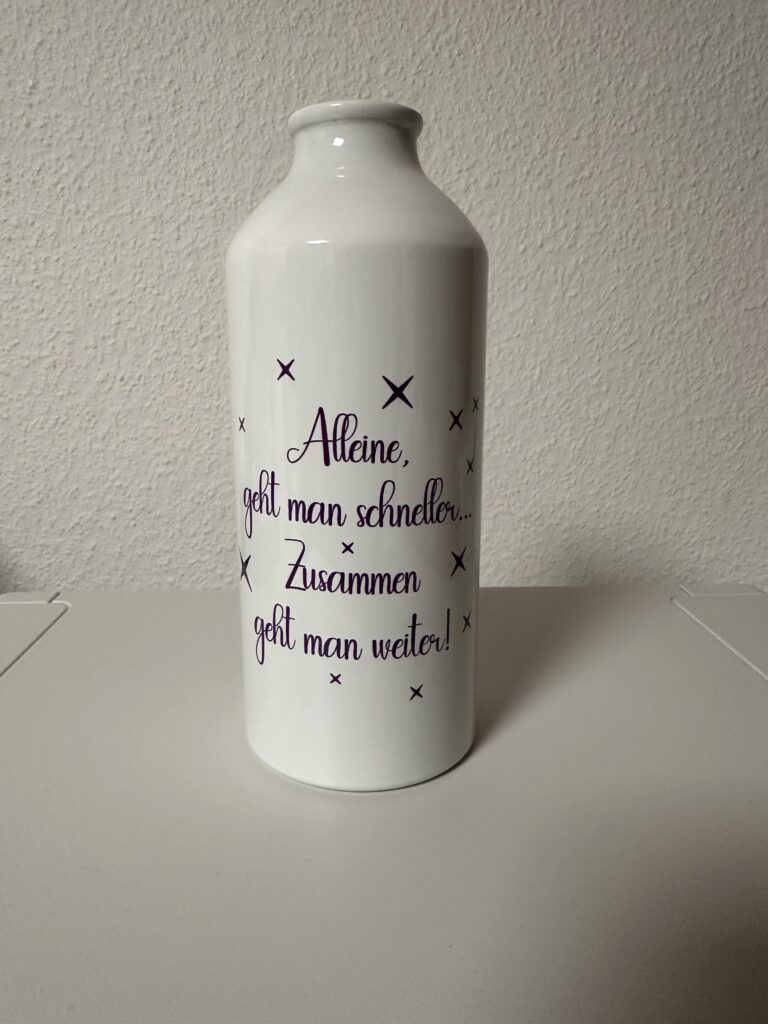 Alleine,
geht man schneller...
Zusammen
geht man weiter!